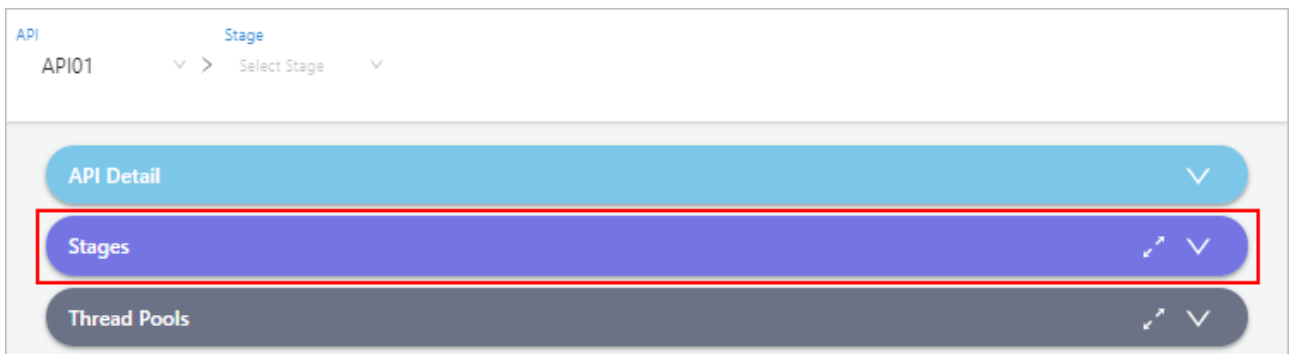 API Stage
API01 > Select Stage
API Detail
Stages
Thread Pools